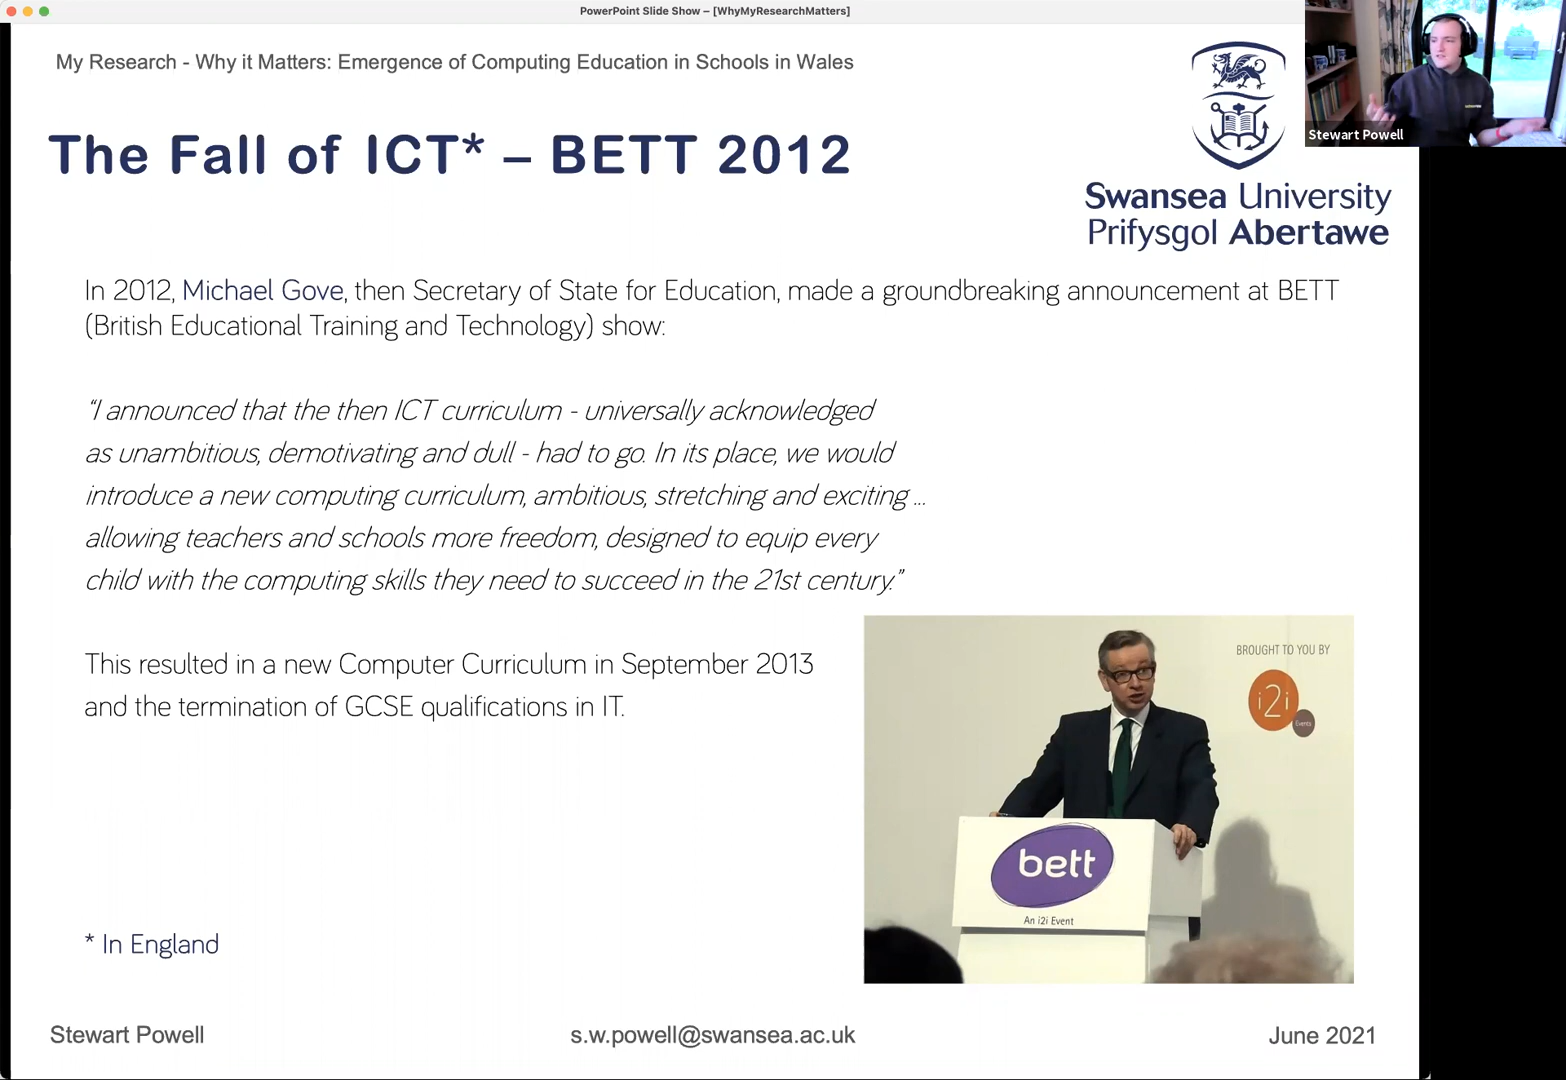 PowerPoint Slide Show – [WhyMyResearchMatters]
My Research - Why it Matters: Emergence of Computing Education in Schools in Wales
Stewart Powell
The Fall of ICT* – BETT 2012
Swansea University
Prifysgol Abertawe
In 2012, Michael Gove, then Secretary of State for Education, made a groundbreaking announcement at BETT
(British Educational Training and Technology) show:
“I announced that the then ICT curriculum - universally acknowledged
as unambitious, demotivating and dull - had to go. In its place, we would
introduce a new computing curriculum, ambitious, stretching and exciting ...
allowing teachers and schools more freedom, designed to equip every
child with the computing skills they need to succeed in the 21st century.”
This resulted in a new Computer Curriculum in September 2013
and the termination of GCSE qualifications in IT.
BROUGHT TO YOU BY
i2i
Events
bett
An i2i Event
* In England
Stewart Powell
s.w.powell@swansea.ac.uk
June 2021